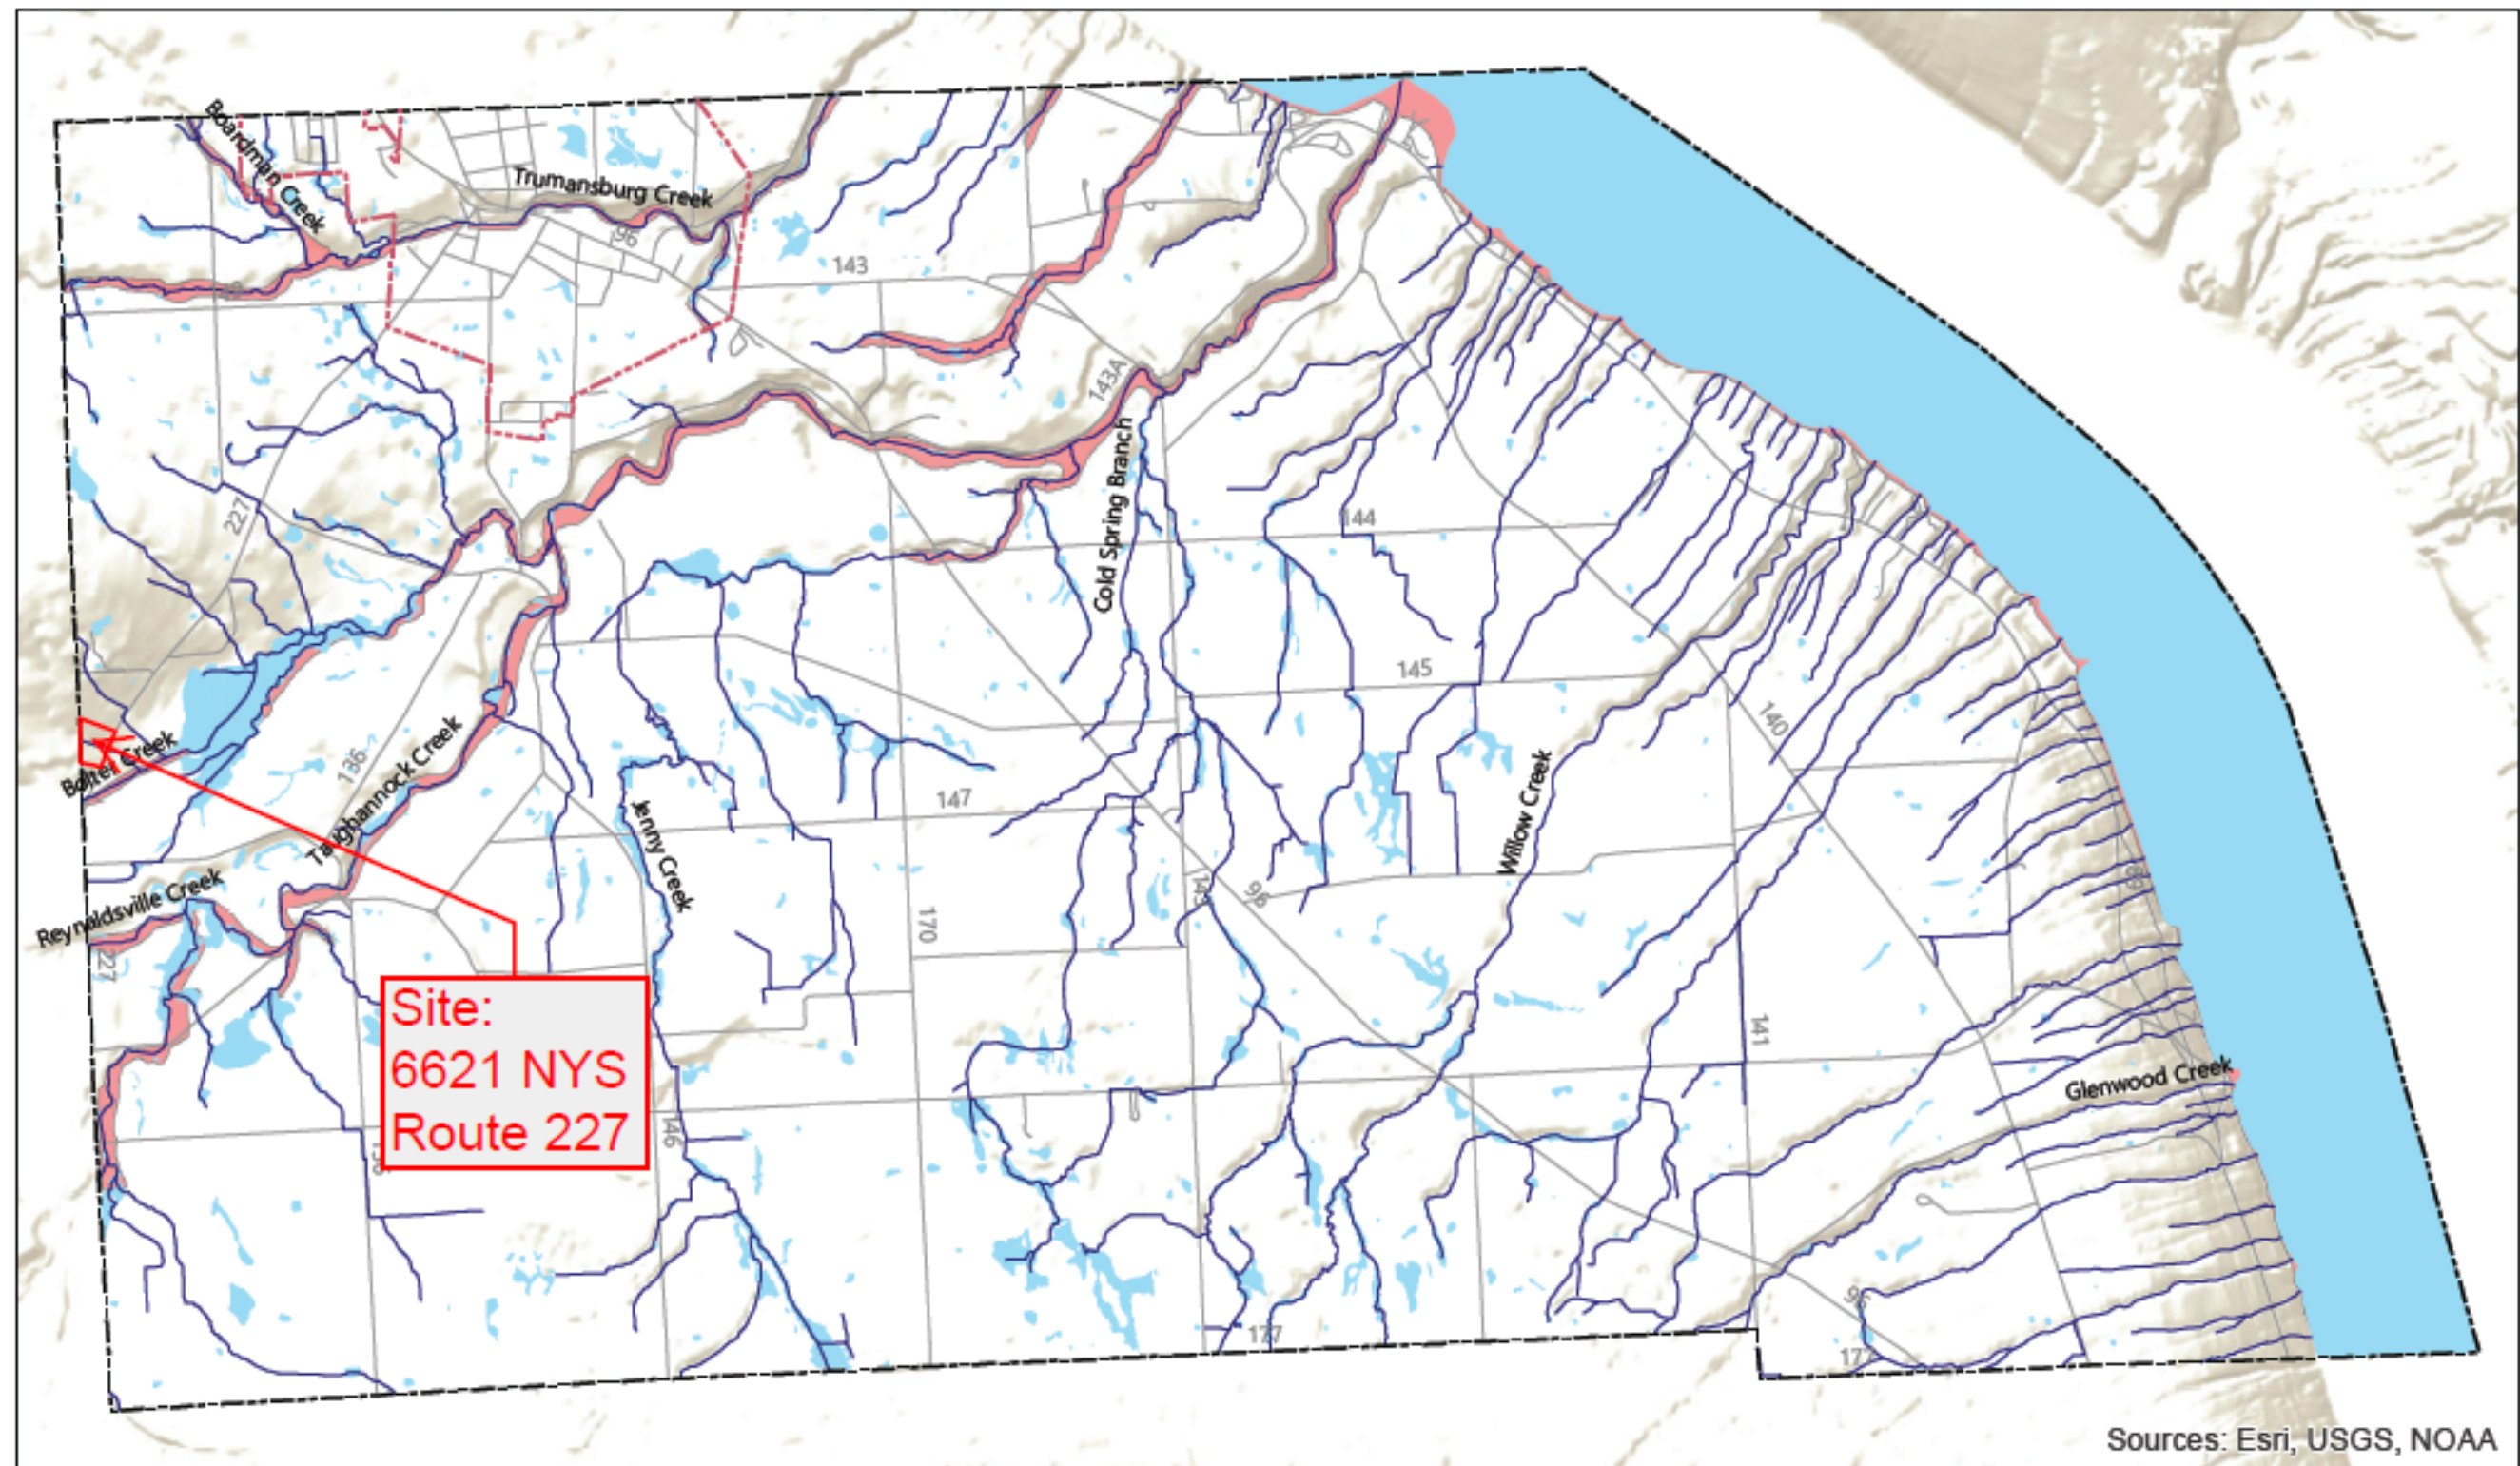 Boardman Creek
Trumansburg Creek
96
143
143A
227
Cold Spring Branch
144
145
140
Bolter Creek
136
Taughannock Creek
147
Jenny Creek
Willow Creek
Reynoldsville Creek
96
170
141
Site:
6621 NYS
Route 227
Glenwood Creek
96
177
Sources: Esri, USGS, NOAA